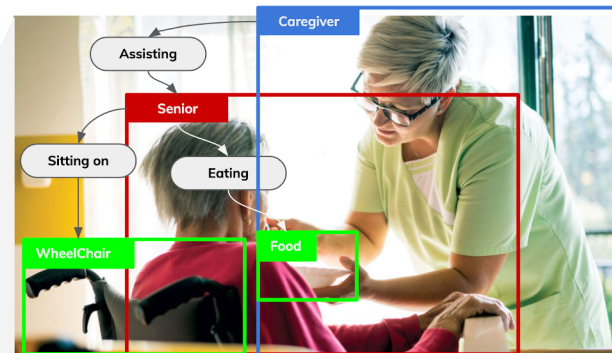 Caregiver
Assisting
Senior
Sitting on
Eating
WheelChair
Food